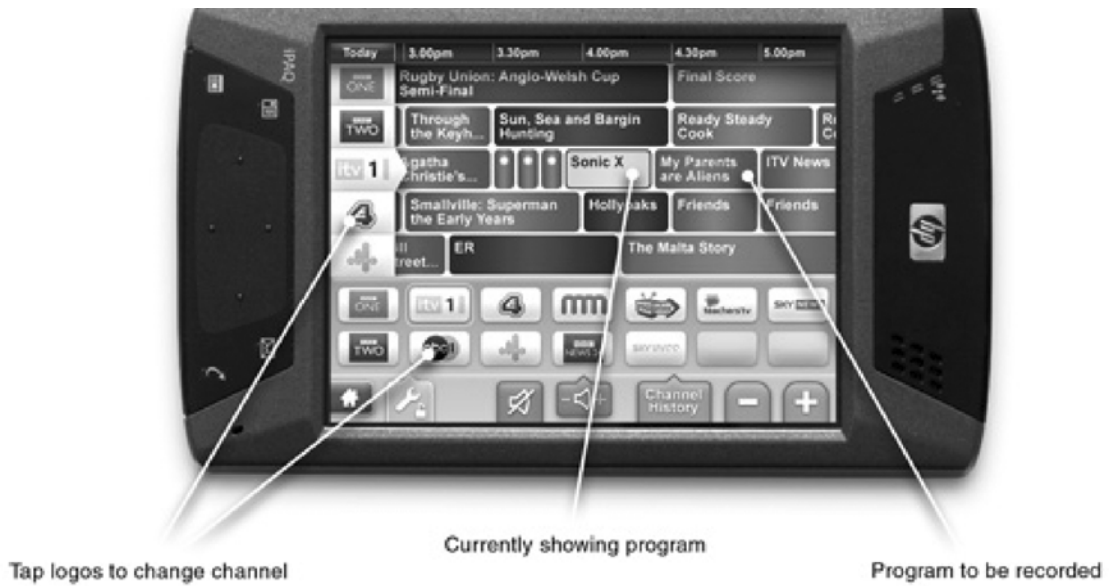 Today 3.00pm 3.30pm 4.00pm 4.30pm 5.00pm
ONE
Rugby Union: Anglo-Welsh Cup
Semi-Final
Final Score
TWO
Through
the Keyh...
Sun, Sea and Bargin
Hunting
Ready Steady
Cook
itv 1
Agatha
Christie's...
Sonic X
My Parents
are Aliens
ITV News
4
Smallville: Superman
the Early Years
Hollyoaks
Friends
Friends
ER
The Malta Story
iPAQ
hp
ONE
itv 1
4
teacherstv
SKY NEWS
TWO
NEWS 24
Channel
History
Currently showing program
Tap logos to change channel
Program to be recorded